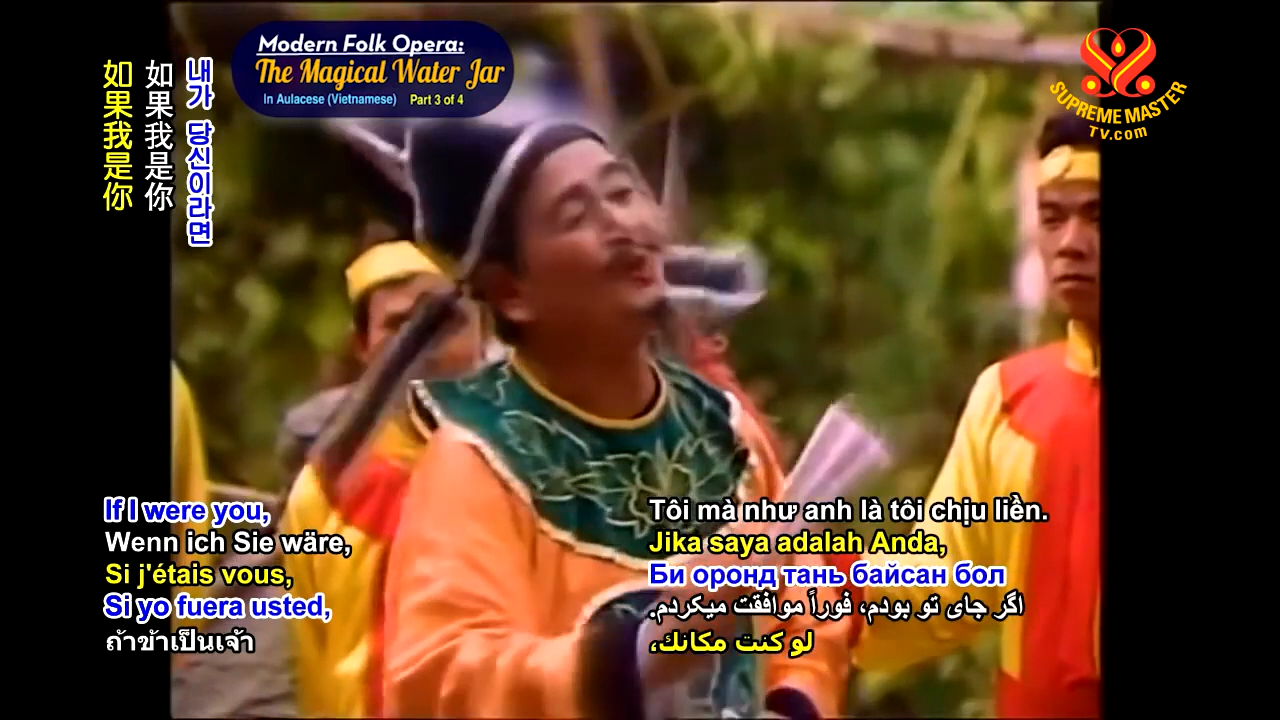 Modern Folk Opera:
The Magical Water Jar
In Aulacese (Vietnamese) Part 3 of 4
SUPREME MASTER
TV.com
如果我是你
如果我是你
내가 당신이라면
If I were you,
Wenn ich Sie wäre,
Si j'étais vous,
Si yo fuera usted,
ถ้าข้าเป็นเจ้า
Tôi mà như anh là tôi chịu liền.
Jika saya adalah Anda,
Би оронд тань байсан бол
اگر جای تو بودم، فوراً موافقت میکردم.
لو كنت مكانك،